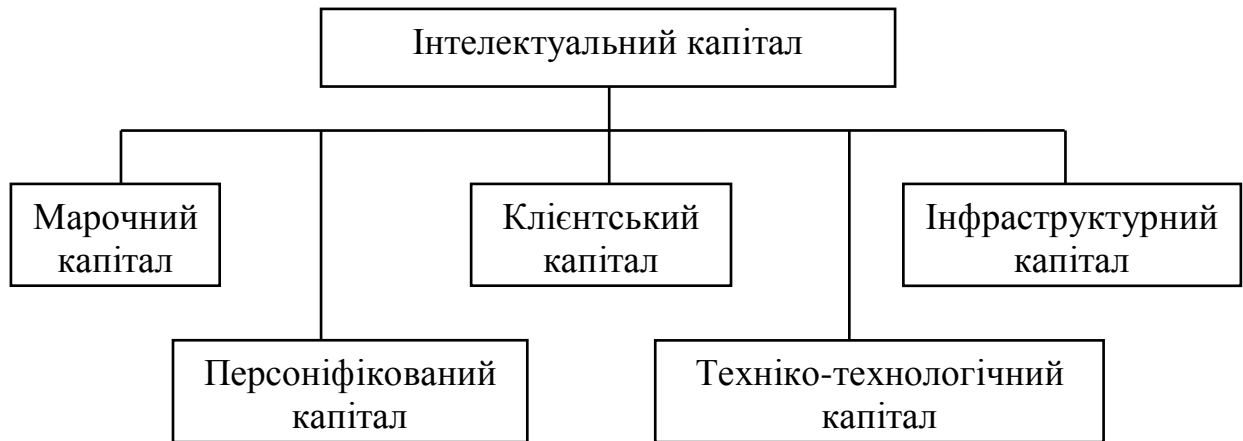 Інтелектуальний капітал
Марочний
капітал
Клієнтський
капітал
Інфраструктурний
капітал
Персоніфікований
капітал
Техніко-технологічний
капітал